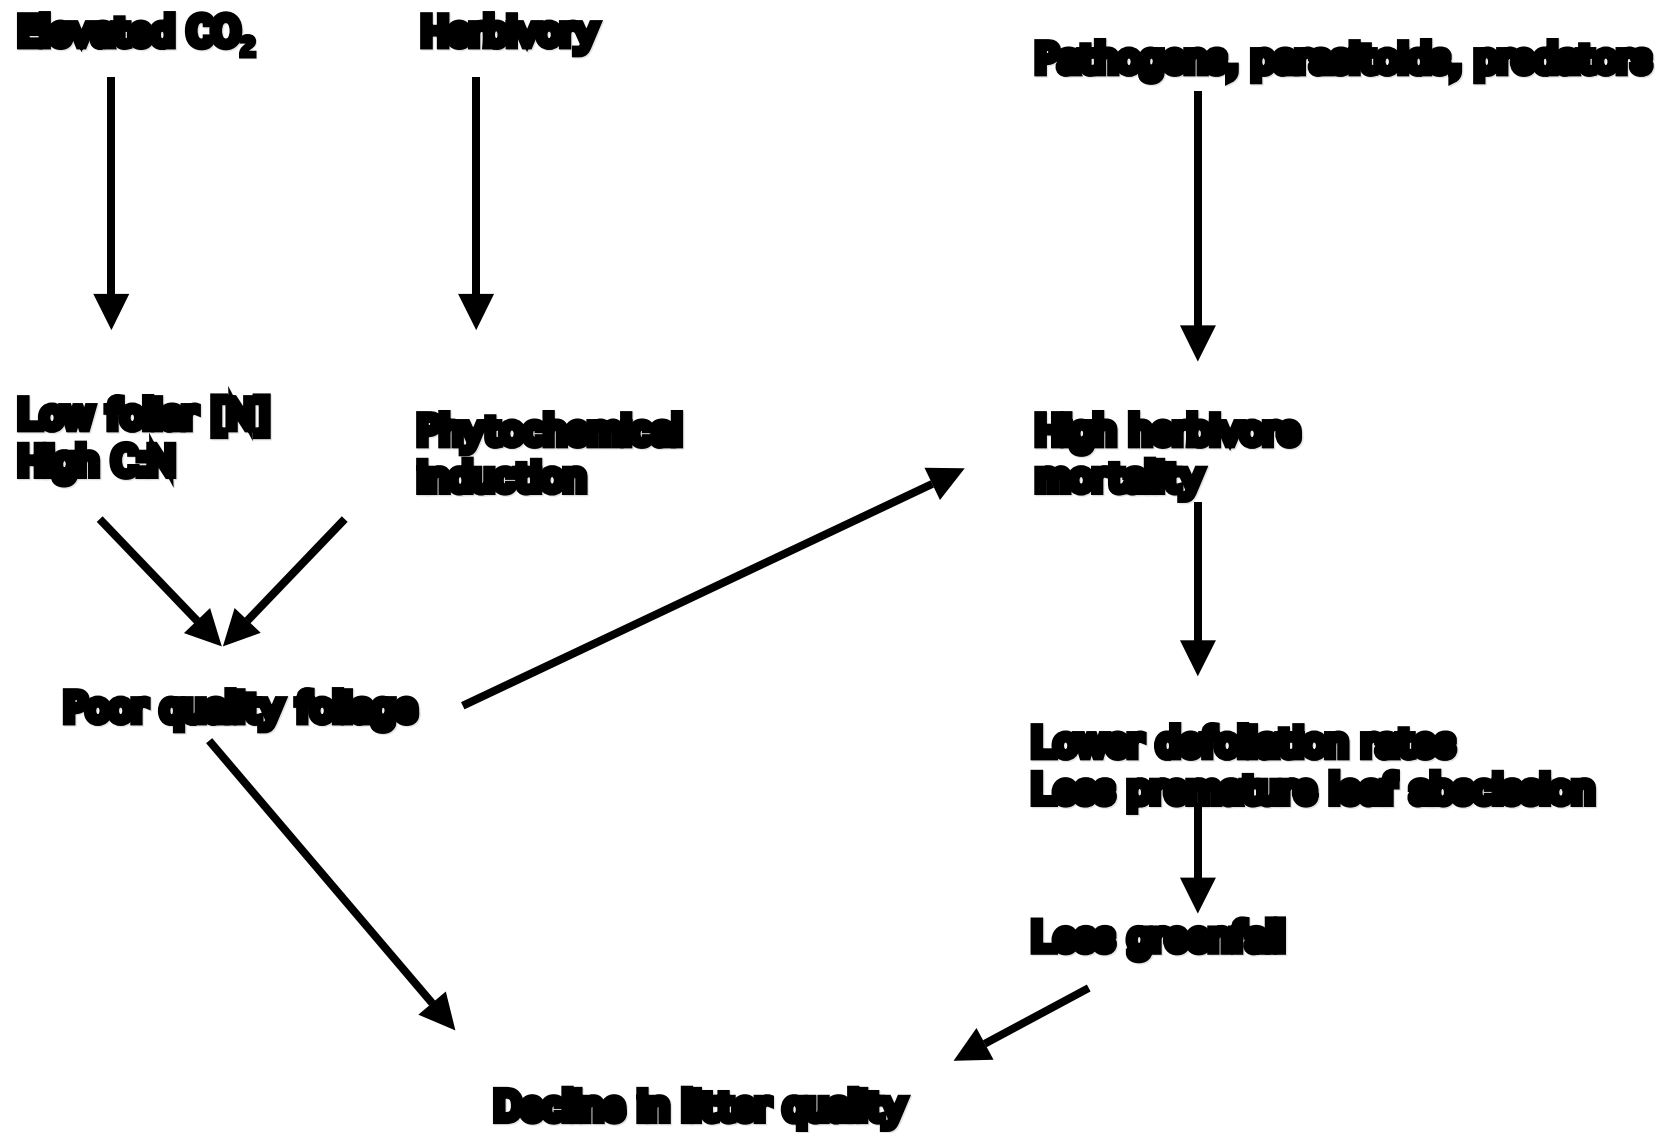 Elevated CO₂
Herbivory
Pathogens, parasitoids, predators
Low foliar [N]
High C:N
Phytochemical
induction
High herbivore
mortality
Poor quality foliage
Lower defoliation rates
Less premature leaf abscission
Less greenfall
Decline in litter quality